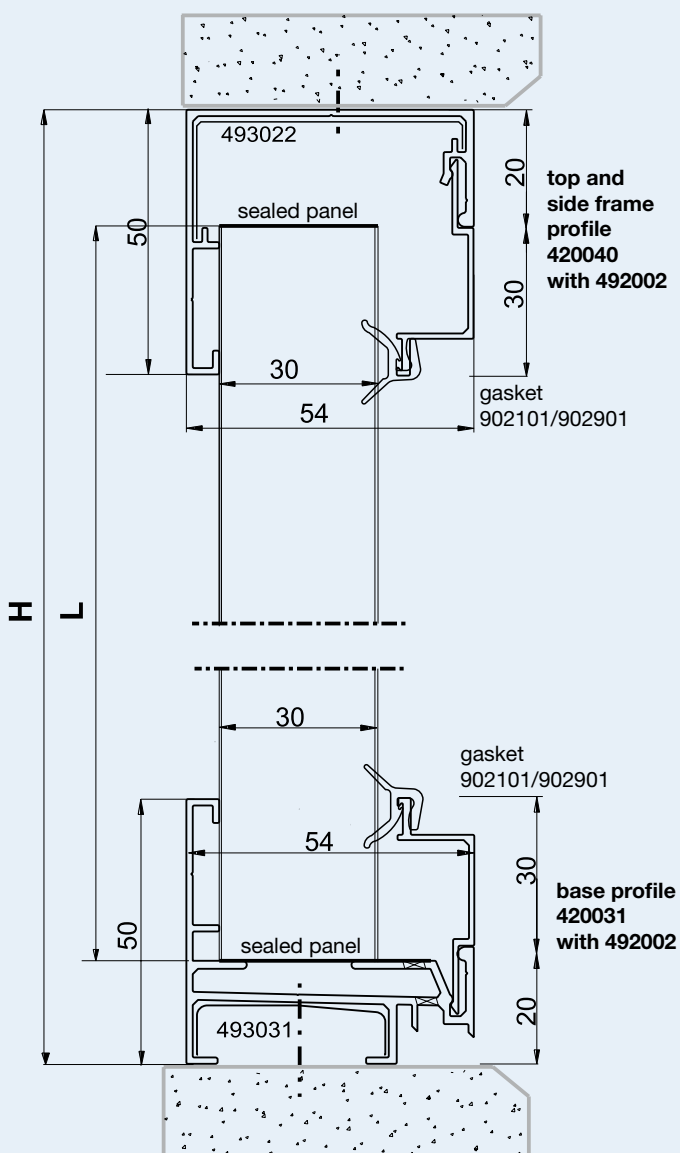 493022
20
top and
side frame
profile
420040
with 492002
sealed panel
50
30
30
gasket
902101/902901
54
H
L
30
gasket
902101/902901
54
30
base profile
420031
with 492002
50
sealed panel
20
493031